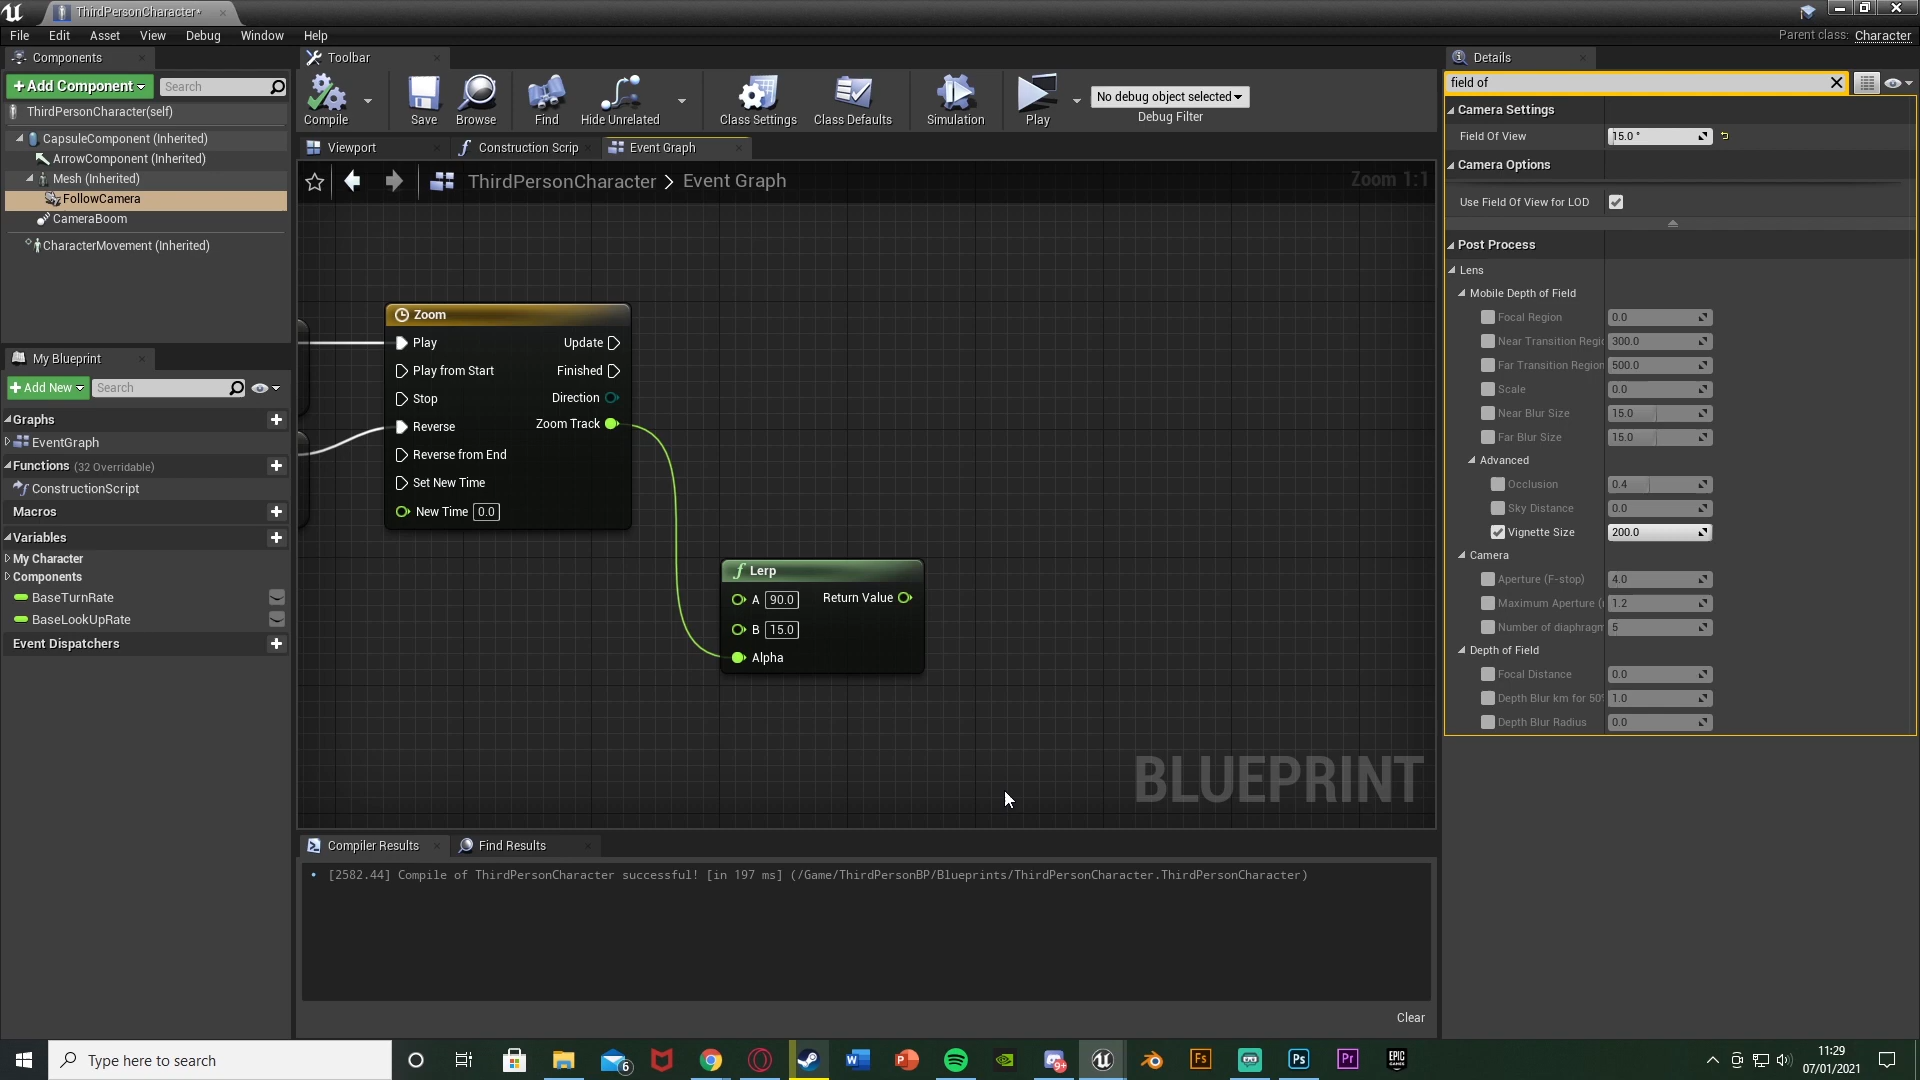 ThirdPersonCharacter*
File Edit Asset View Debug Window Help
Parent class: Character
Components
+Add Component
Search
ThirdPersonCharacter(self)
CapsuleComponent (Inherited)
ArrowComponent (Inherited)
Mesh (Inherited)
FollowCamera
CameraBoom
CharacterMovement (Inherited)
My Blueprint
+Add New
Search
Graphs
EventGraph
Functions (32 Overridable)
ConstructionScript
Macros
Variables
My Character
Components
BaseTurnRate
BaseLookUpRate
Event Dispatchers
Toolbar
Compile
Save
Browse
Find
Hide Unrelated
Class Settings
Class Defaults
Simulation
Play
No debug object selected
Debug Filter
Viewport
Construction Scrip
Event Graph
ThirdPersonCharacter > Event Graph
Zoom 1:1
Zoom
Play Update
Play from Start Finished
Stop Direction
Zoom Track
Reverse
Reverse from End
Set New Time
New Time 0.0
f Lerp
A 90.0 Return Value
B 15.0
Alpha
BLUEPRINT
Compiler Results
Find Results
[2582.44] Compile of ThirdPersonCharacter successful! [in 197 ms] (/Game/ThirdPersonBP/Blueprints/ThirdPersonCharacter.ThirdPersonCharacter)
Clear
Details
field of
Camera Settings
Field Of View 15.0 °
Camera Options
Use Field Of View for LOD
Post Process
Lens
Mobile Depth of Field
Focal Region 0.0
Near Transition Regi 300.0
Far Transition Region 500.0
Scale 0.0
Near Blur Size 15.0
Far Blur Size 15.0
Advanced
Occlusion 0.4
Sky Distance 0.0
Vignette Size 200.0
Camera
Aperture (F-stop) 4.0
Maximum Aperture ( 1.2
Number of diaphragm 5
Depth of Field
Focal Distance 0.0
Depth Blur km for 50% 1.0
Depth Blur Radius 0.0
Type here to search
6
9+
Fs
Ps
Pr
EPIC
GAMES
11:29
07/01/2021